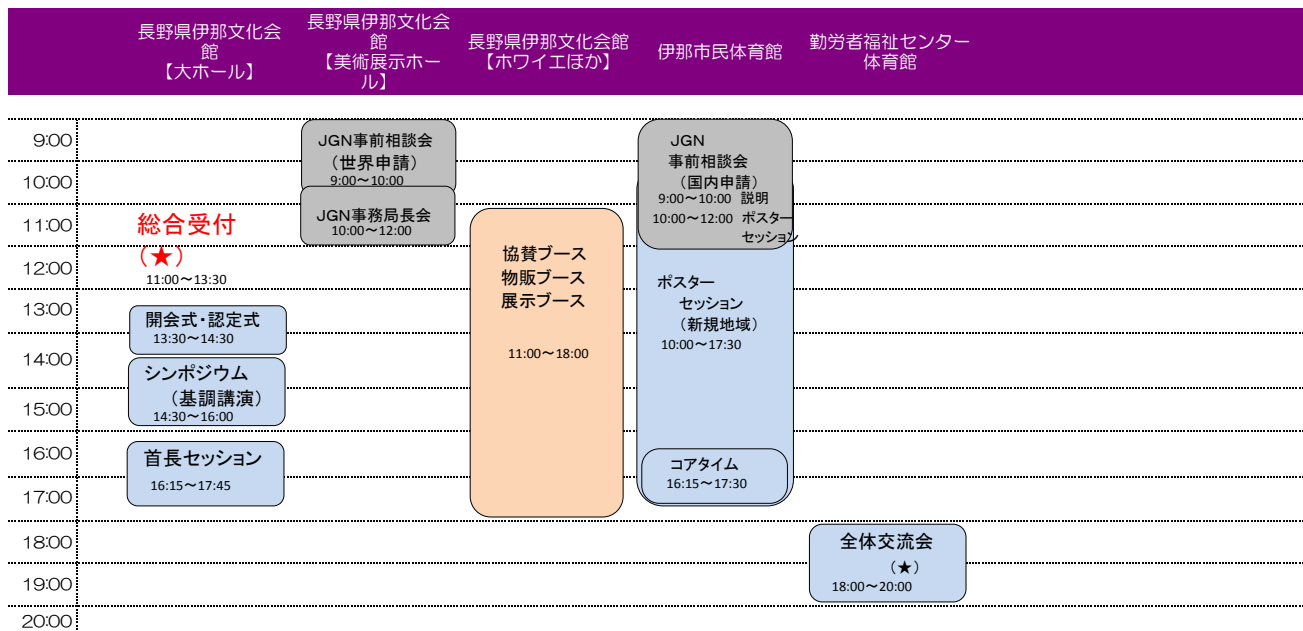 長野県伊那文化会
館
【大ホール】
長野県伊那文化会
館
【美術展示ホー
ル】
長野県伊那文化会館
【ホワイエほか】
伊那市民体育館
勤労者福祉センター
体育館
9:00
10:00
11:00
12:00
13:00
14:00
15:00
16:00
17:00
18:00
19:00
20:00
総合受付
(★)
11:00～13:30
開会式・認定式
13:30～14:30
シンポジウム
（基調講演）
14:30～16:00
首長セッション
16:15～17:45
JGN事前相談会
（世界申請）
9:00～10:00
JGN事務局長会
10:00～12:00
協賛ブース
物販ブース
展示ブース
11:00～18:00
JGN
事前相談会
（国内申請）
9:00～10:00 説明
10:00～12:00 ポスター
セッション
ポスター
セッション
（新規地域）
10:00～17:30
コアタイム
16:15～17:30
全体交流会
（★）
18:00～20:00